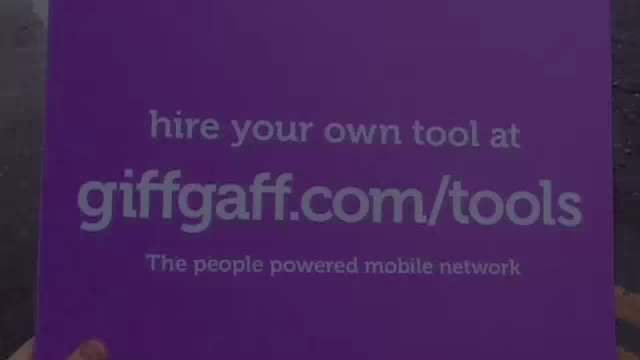 hire your own tool at
giffgaff.com/tools
The people powered mobile network